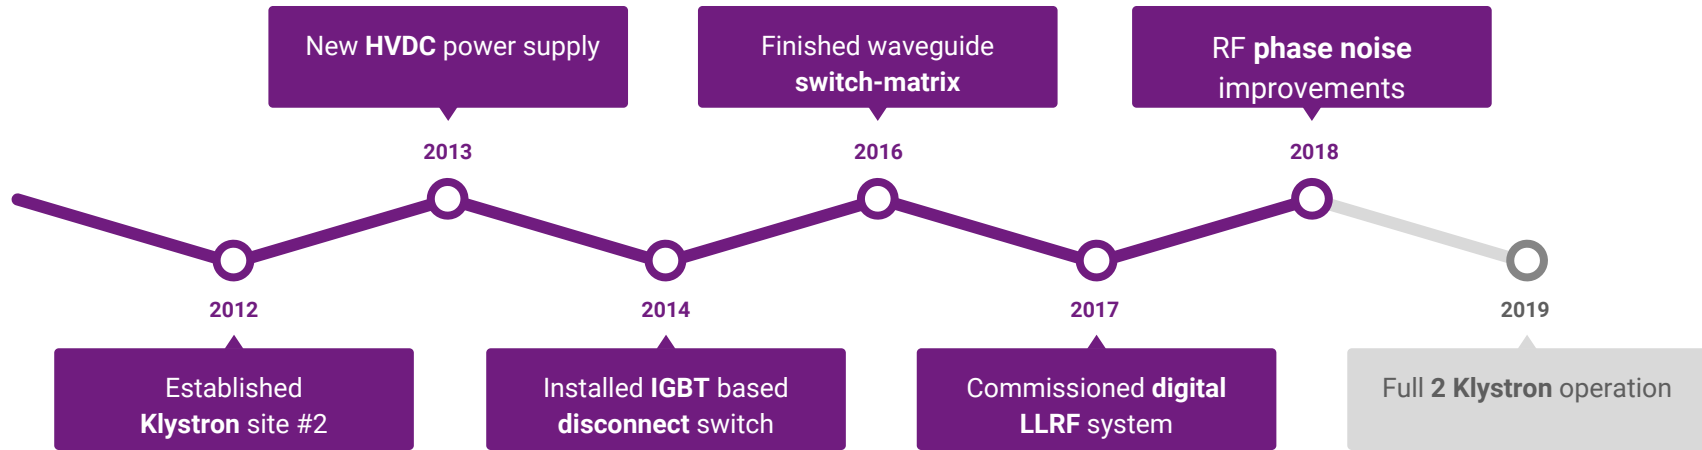 New HVDC power supply
Finished waveguide
switch-matrix
RF phase noise
improvements
2013
2016
2018
2012
2014
2017
2019
Established
Klystron site #2
Installed IGBT based
disconnect switch
Commissioned digital
LLRF system
Full 2 Klystron operation